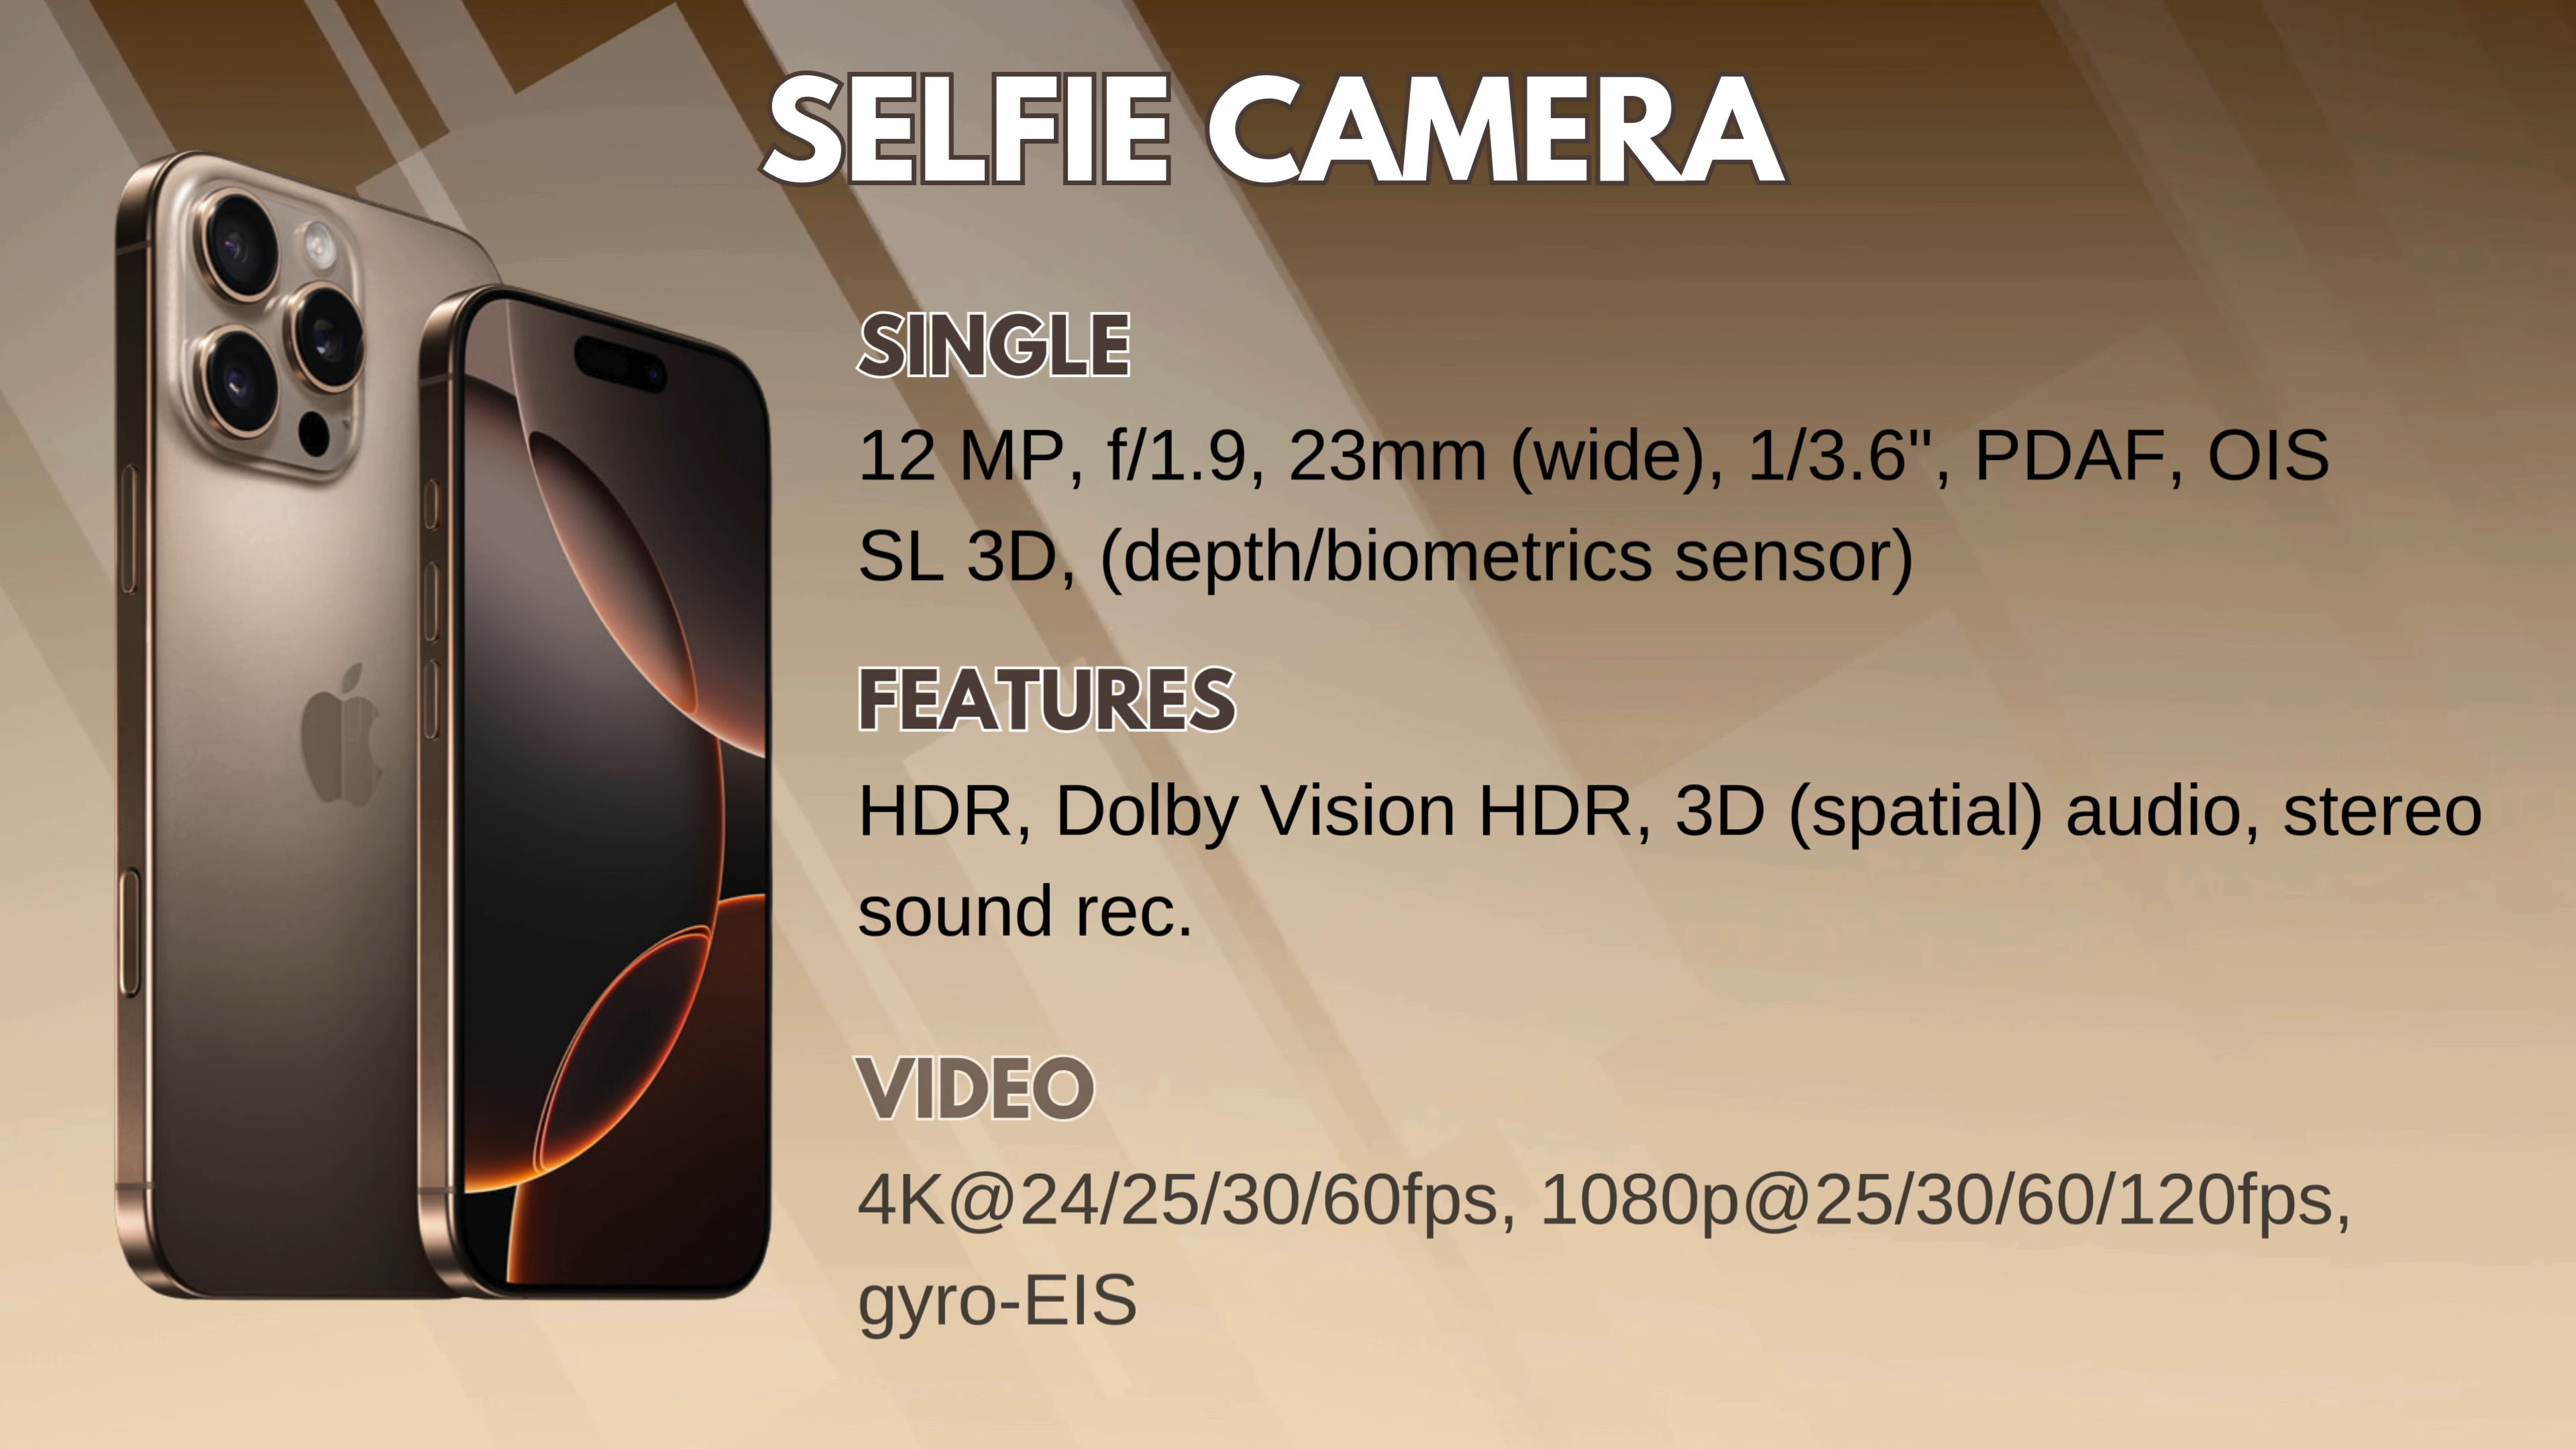 SELFIE CAMERA
SINGLE
12 MP, f/1.9, 23mm (wide), 1/3.6", PDAF, OIS
SL 3D, (depth/biometrics sensor)
FEATURES
HDR, Dolby Vision HDR, 3D (spatial) audio, stereo
sound rec.
VIDEO
4K@24/25/30/60fps, 1080p@25/30/60/120fps,
gyro-EIS